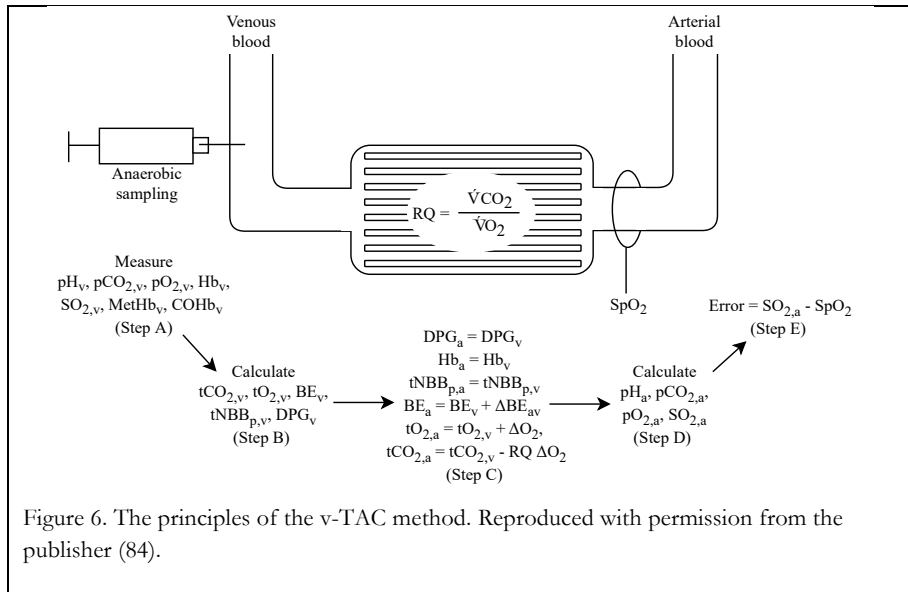 Venous
blood
Arterial
blood
Anaerobic
sampling
RQ = V́CO₂
V́O₂
SpO₂
Measure
pHᵥ, pCO₂,ᵥ, pO₂,ᵥ, Hbᵥ,
SO₂,ᵥ, MetHbᵥ, COHbᵥ
(Step A)
Calculate
tCO₂,ᵥ, tO₂,ᵥ, BEᵥ,
tNBBₚ,ᵥ, DPGᵥ
(Step B)
DPGₐ = DPGᵥ
Hbₐ = Hbᵥ
tNBBₚ,ₐ = tNBBₚ,ᵥ
BEₐ = BEᵥ + ΔBEₐᵥ
tO₂,ₐ = tO₂,ᵥ + ΔO₂,
tCO₂,ₐ = tCO₂,ᵥ - RQ ΔO₂
(Step C)
Calculate
pHₐ, pCO₂,ₐ,
pO₂,ₐ, SO₂,ₐ
(Step D)
Error = SO₂,ₐ - SpO₂
(Step E)
Figure 6. The principles of the v-TAC method. Reproduced with permission from the
publisher (84).